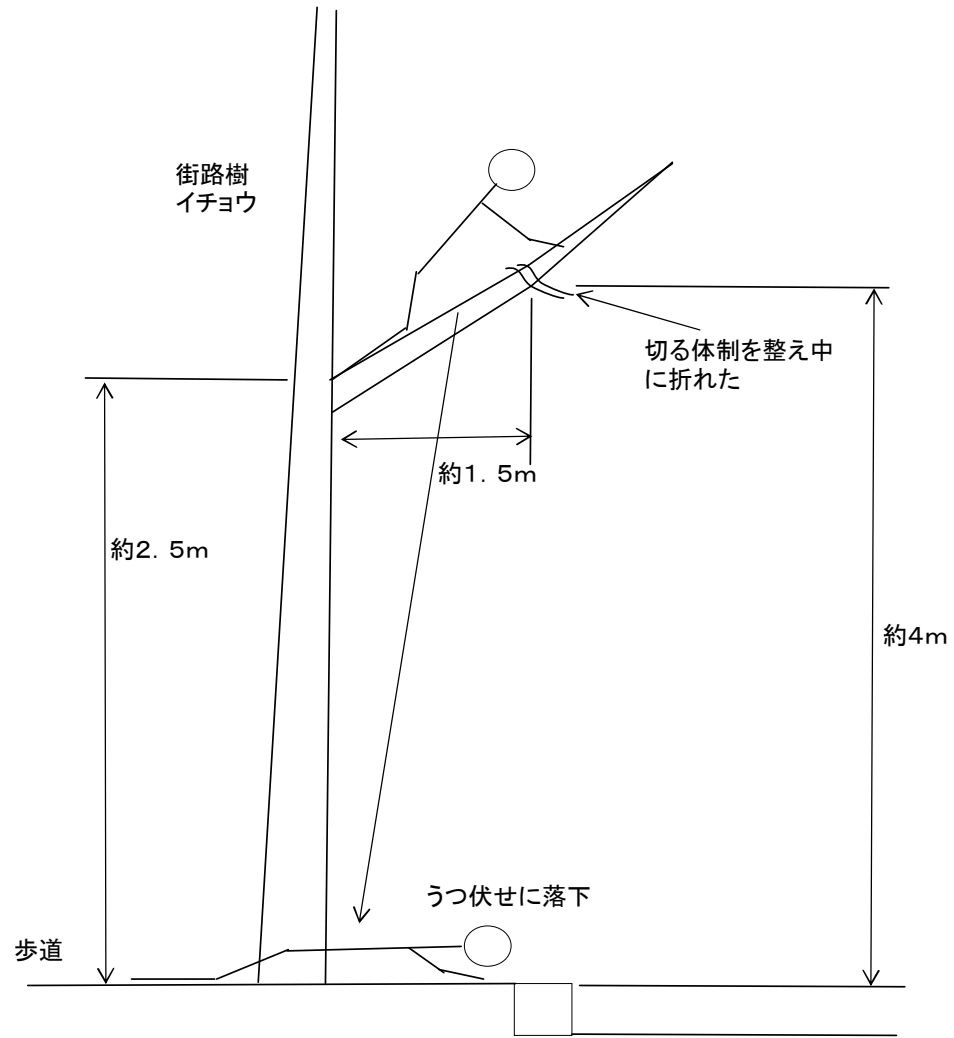 街路樹
イチョウ
切る体制を整え中
に折れた
約1．5ｍ
約2．5ｍ
約4ｍ
うつ伏せに落下
歩道